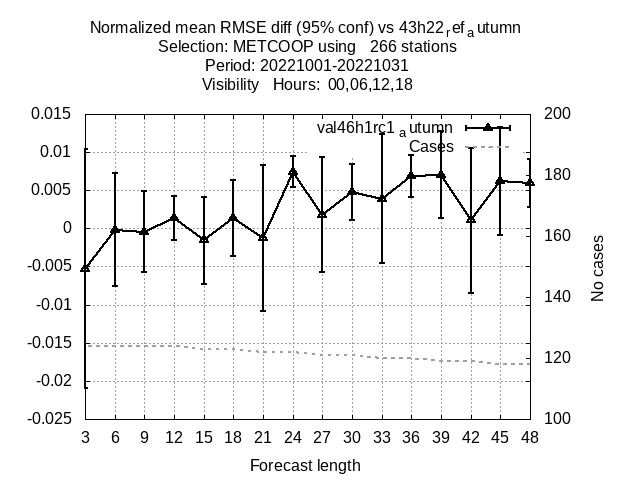 Normalized mean RMSE diff (95% conf) vs 43h22refautumn
Selection: METCOOP using 266 stations
Period: 20221001-20221031
Visibility Hours: 00,06,12,18
0.015
0.01
0.005
0
-0.005
-0.01
-0.015
-0.02
-0.025
val46h1rc1autumn
Cases
200
180
160
140
120
100
No cases
3 6 9 12 15 18 21 24 27 30 33 36 39 42 45 48
Forecast length